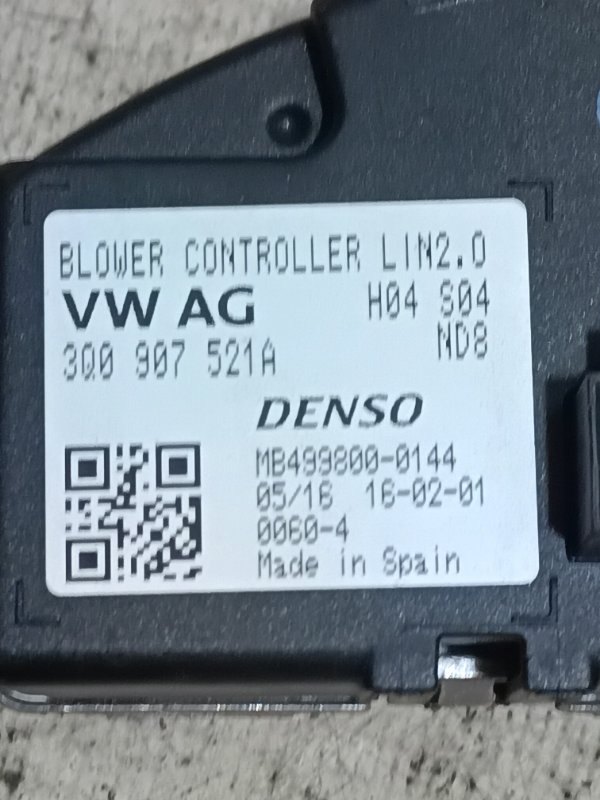 BLOWER CONTROLLER LIN2.0
VW AG H04 S04
3Q0 907 521A ND8
DENSO
MB499800-0144
05/16 16-02-01
0060-4
Made in Spain